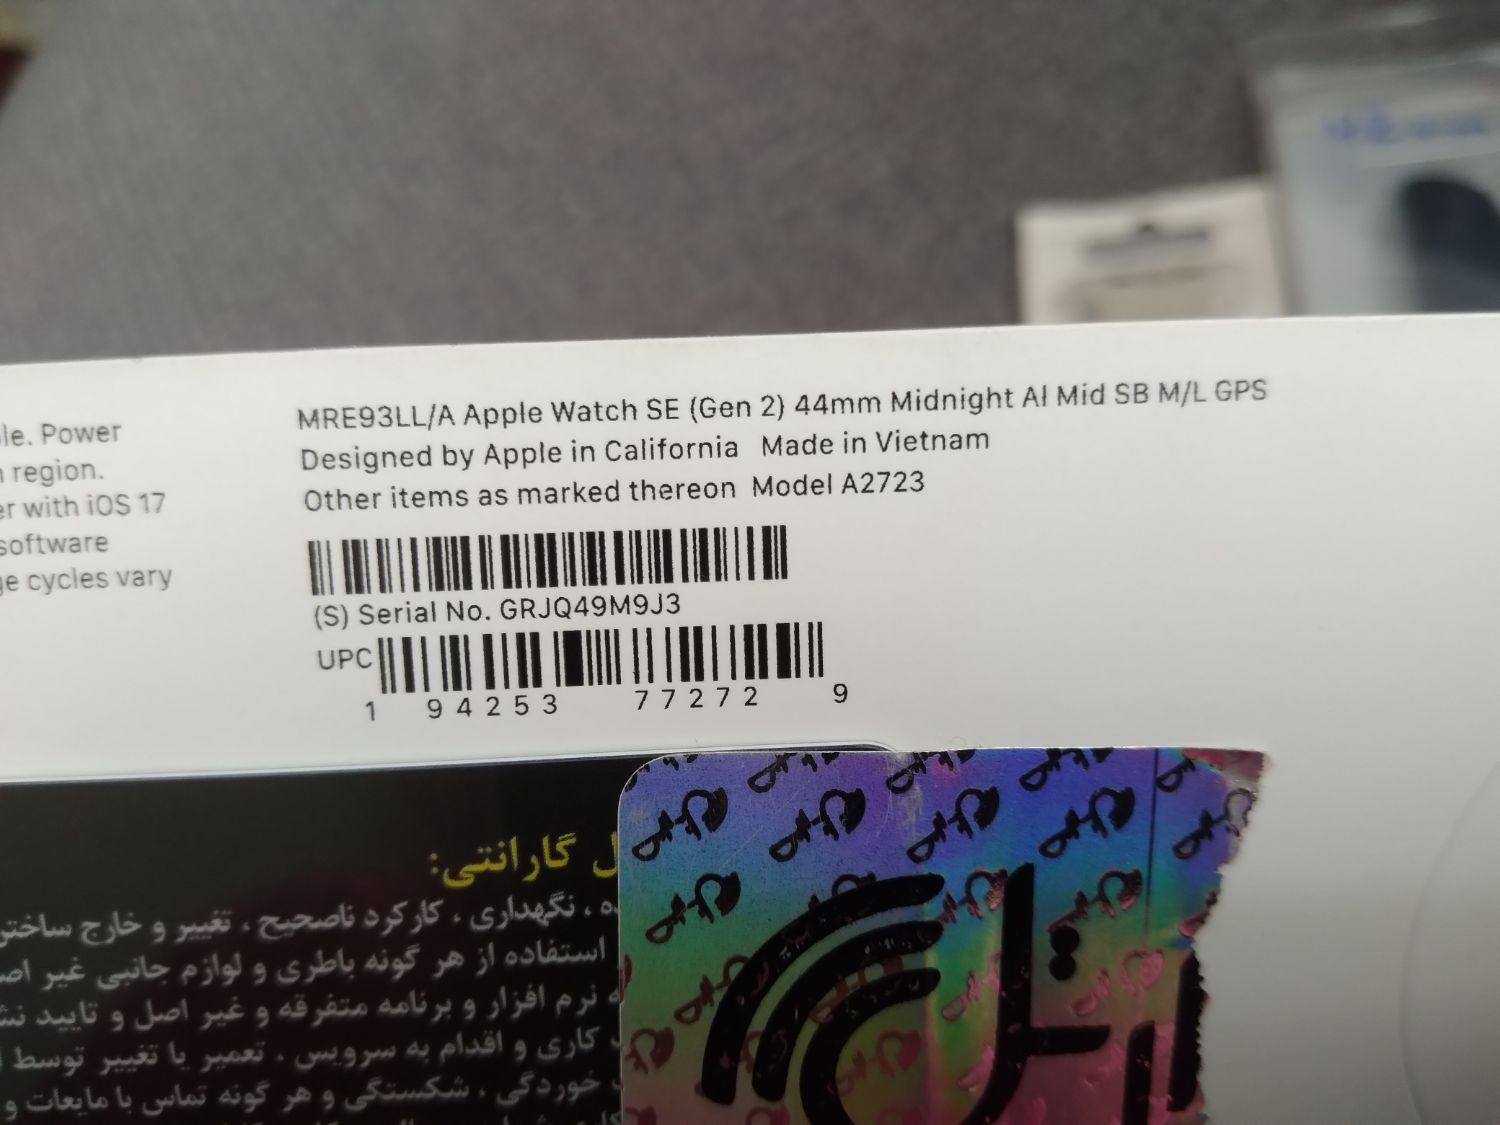 le. Power
region.
er with iOS 17
software
ge cycles vary
MRE93LL/A Apple Watch SE (Gen 2) 44mm Midnight Al Mid SB M/L GPS
Designed by Apple in California Made in Vietnam
Other items as marked thereon Model A2723
(S) Serial No. GRJQ49M9J3
UPC
1 94253 77272 9
ل گارانتی:
ه ، نگهداری ، کارکرد ناصحیح ، تغییر و خارج ساختن
استفاده از هر گونه باطری و لوازم جانبی غیر اص
ه نرم افزار و برنامه متفرقه و غیر اصل و تایید نش
کاری و اقدام به سرویس ، تعمیر یا تغییر توسط
خوردگی ، شکستگی و هر گونه تماس با مایعات و